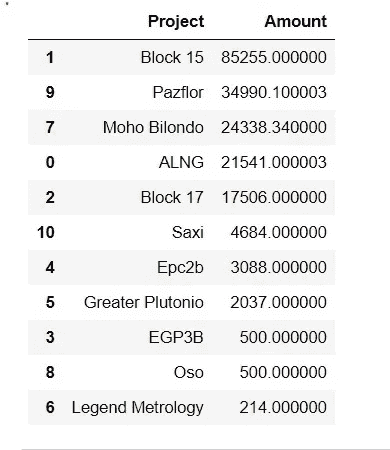 Project Amount
1 Block 15 85255.000000
9 Pazflor 34990.100003
7 Moho Bilondo 24338.340000
0 ALNG 21541.000003
2 Block 17 17506.000000
10 Saxi 4684.000000
4 Epc2b 3088.000000
5 Greater Plutonio 2037.000000
3 EGP3B 500.000000
8 Oso 500.000000
6 Legend Metrology 214.000000